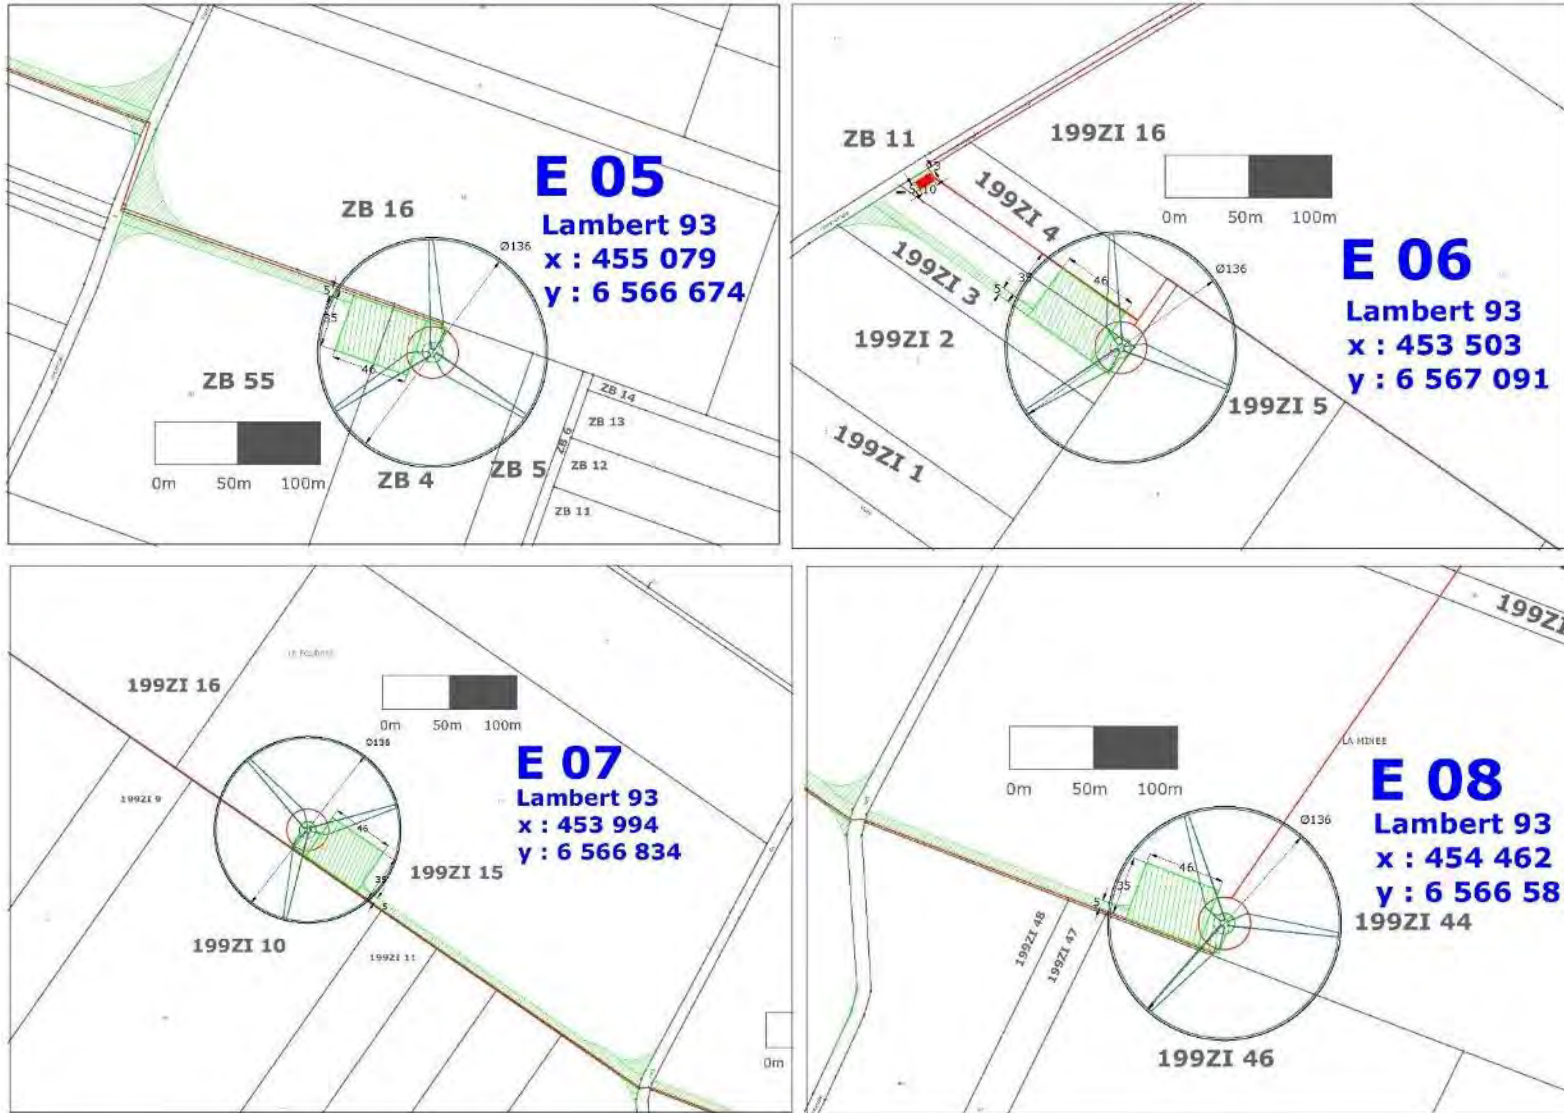 E 05
Lambert 93
x : 455 079
y : 6 566 674
ZB 16
Ø136
5
35
46
ZB 55
0m 50m 100m
ZB 4
ZB 5
ZB 6
ZB 14
ZB 13
ZB 12
ZB 11
ZB 11
199ZI 16
0m 50m 100m
199ZI 4
10
199ZI 3
35
5
46
Ø136
E 06
Lambert 93
x : 453 503
y : 6 567 091
199ZI 2
199ZI 5
199ZI 1
199ZI 16
0m 50m 100m
Ø136
E 07
Lambert 93
x : 453 994
y : 6 566 834
199ZI 9
46
35
5
199ZI 15
199ZI 10
199ZI 11
0m
199ZI
LA MINEE
0m 50m 100m
E 08
Lambert 93
x : 454 462
y : 6 566 58
Ø136
46
35
5
199ZI 48
199ZI 47
199ZI 44
199ZI 46